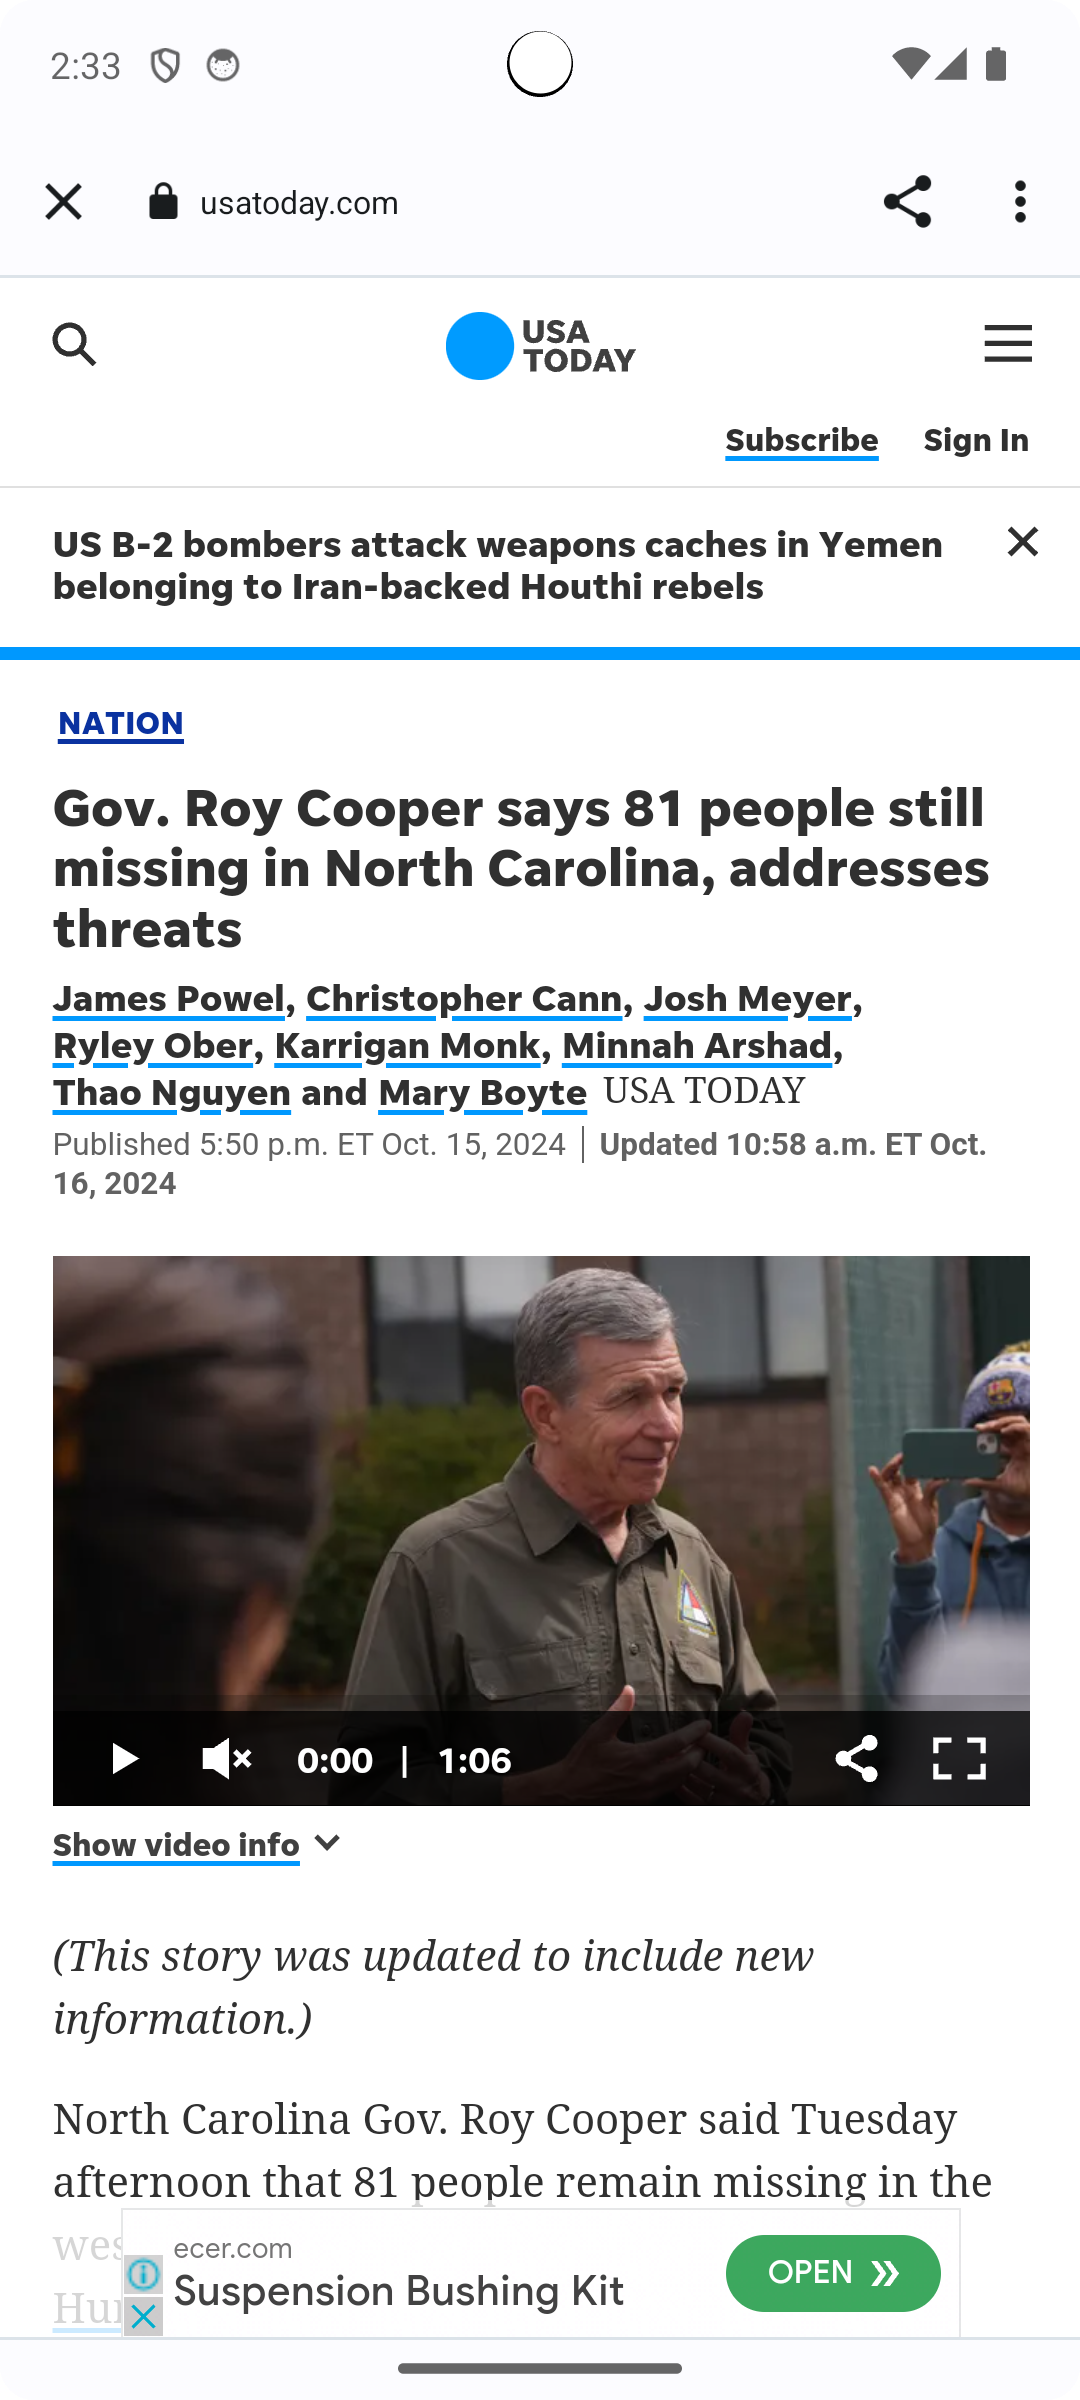 2:33
usatoday.com
USA
TODAY
Subscribe Sign In
US B-2 bombers attack weapons caches in Yemen
belonging to Iran-backed Houthi rebels
NATION
Gov. Roy Cooper says 81 people still
missing in North Carolina, addresses
threats
James Powel, Christopher Cann, Josh Meyer,
Ryley Ober, Karrigan Monk, Minnah Arshad,
Thao Nguyen and Mary Boyte USA TODAY
Published 5:50 p.m. ET Oct. 15, 2024 | Updated 10:58 a.m. ET Oct.
16, 2024
0:00 | 1:06
Show video info
(This story was updated to include new
information.)
North Carolina Gov. Roy Cooper said Tuesday
afternoon that 81 people remain missing in the
ecer.com
Suspension Bushing Kit
OPEN